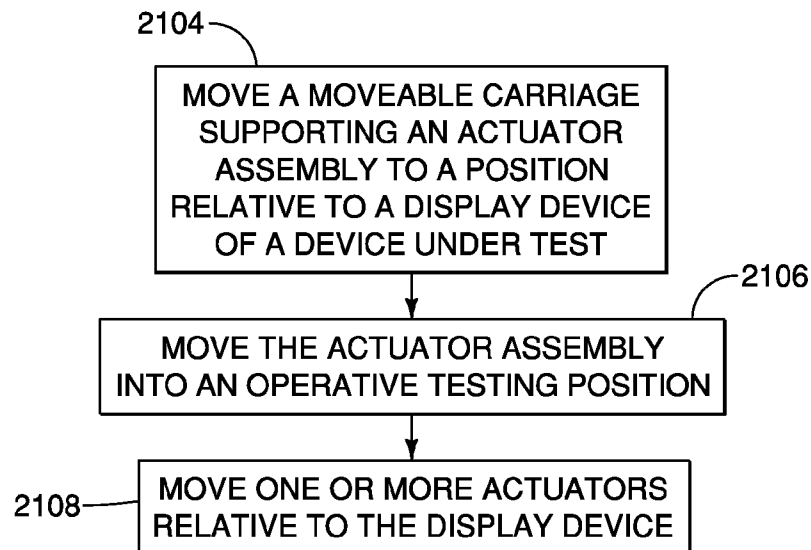 2104
MOVE A MOVEABLE CARRIAGE
SUPPORTING AN ACTUATOR
ASSEMBLY TO A POSITION
RELATIVE TO A DISPLAY DEVICE
OF A DEVICE UNDER TEST
2106
MOVE THE ACTUATOR ASSEMBLY
INTO AN OPERATIVE TESTING POSITION
2108
MOVE ONE OR MORE ACTUATORS
RELATIVE TO THE DISPLAY DEVICE